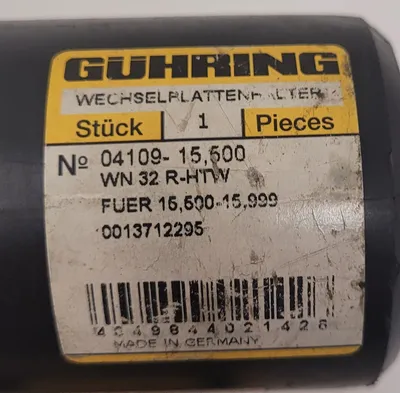 GÜHRING
WECHSELPLATTENHALTER
Stück 1 Pieces
Nº 04109- 15,500
WN 32 R-HTW
FUER 15,500-15,999
0013712295
4049844021426
MADE IN GERMANY